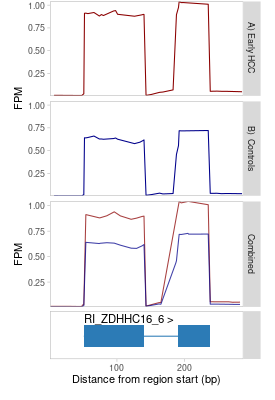 1.00
0.75
0.50
0.25
FPM
A) Early HCC
1.00
0.75
0.50
0.25
B) Controls
1.00
0.75
0.50
0.25
FPM
Combined
RI_ZDHHC16_6 >
100 200
Distance from region start (bp)